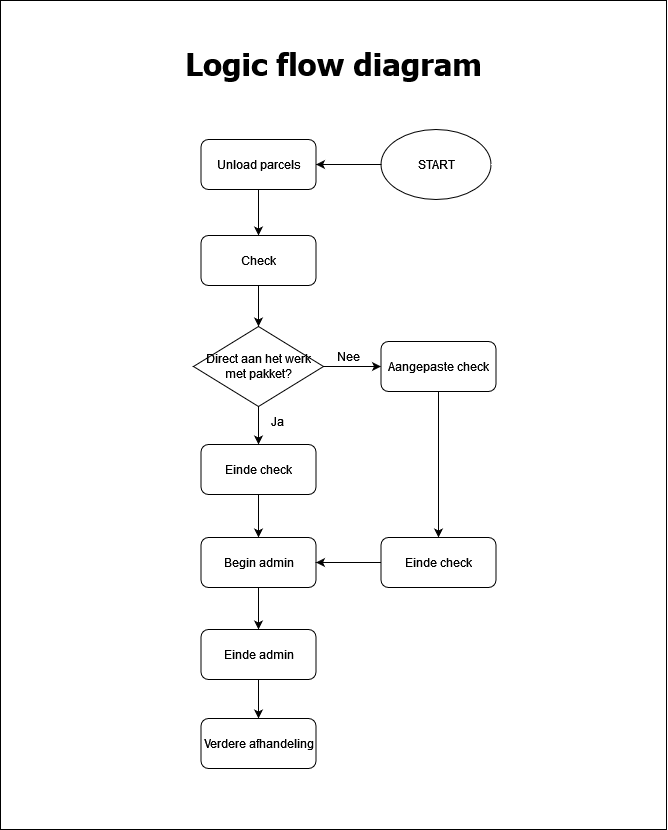 Logic flow diagram
START
Unload parcels
Check
Direct aan het werk
met pakket?
Nee
Aangepaste check
Ja
Einde check
Begin admin
Einde check
Einde admin
Verdere afhandeling